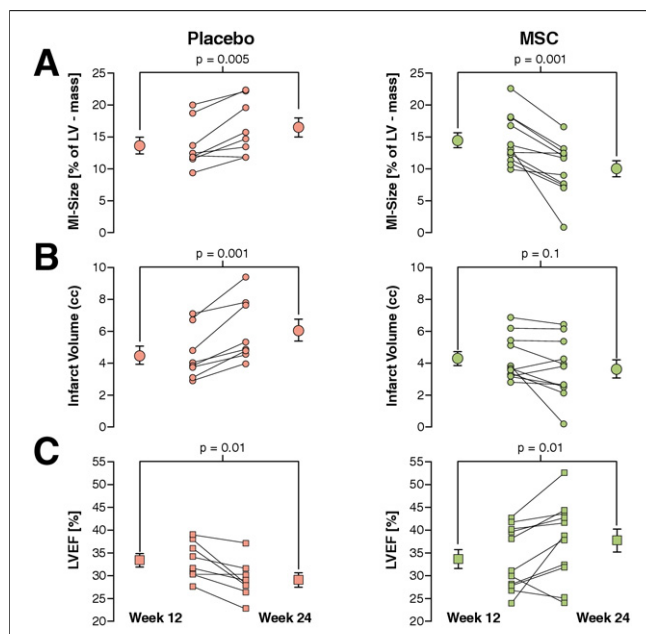 Placebo
MSC
A
p = 0.005
p = 0.001
MI-Size [% of LV - mass]
25
20
15
10
5
0
MI-Size [% of LV - mass]
25
20
15
10
5
0
B
p = 0.001
p = 0.1
Infarct Volume (cc)
10
8
6
4
2
0
Infarct Volume (cc)
10
8
6
4
2
0
C
p = 0.01
p = 0.01
LVEF [%]
55
50
45
40
35
30
25
20
LVEF [%]
55
50
45
40
35
30
25
20
Week 12
Week 24
Week 12
Week 24